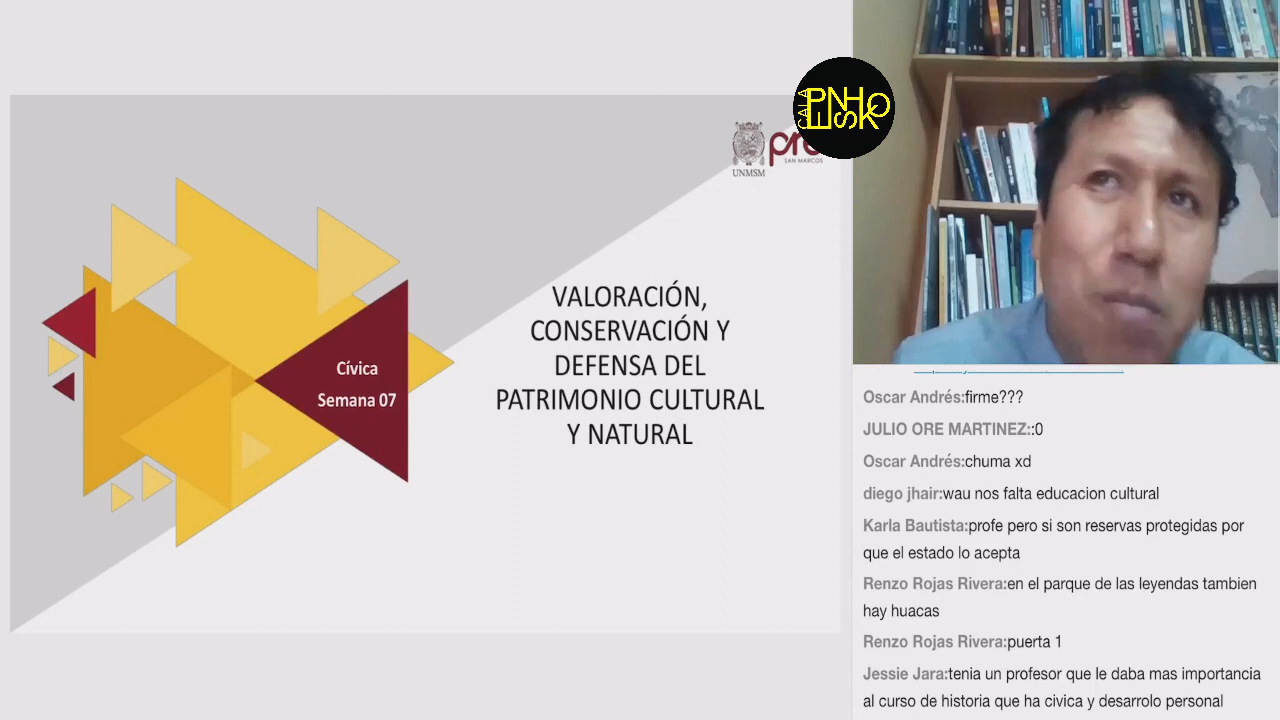 CALA
PNHO
ESK
pre
SAN MARCOS
UNMSM
Cívica
Semana 07
VALORACIÓN,
CONSERVACIÓN Y
DEFENSA DEL
PATRIMONIO CULTURAL
Y NATURAL
Oscar Andrés:firme???
JULIO ORE MARTINEZ::0
Oscar Andrés:chuma xd
diego jhair:wau nos falta educacion cultural
Karla Bautista:profe pero si son reservas protegidas por
que el estado lo acepta
Renzo Rojas Rivera:en el parque de las leyendas tambien
hay huacas
Renzo Rojas Rivera:puerta 1
Jessie Jara:tenia un profesor que le daba mas importancia
al curso de historia que ha civica y desarrolo personal